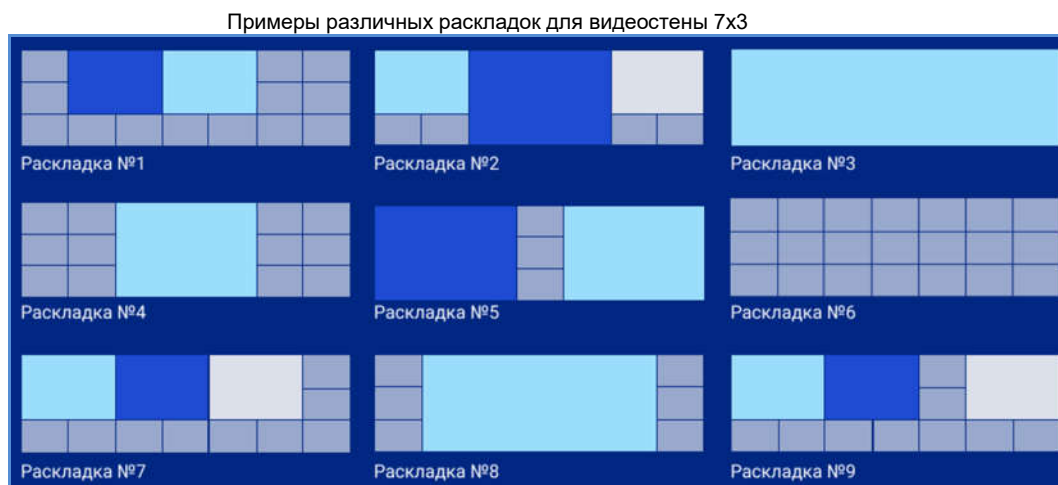 Примеры различных раскладок для видеостены 7x3
Раскладка №1
Раскладка №2
Раскладка №3
Раскладка №4
Раскладка №5
Раскладка №6
Раскладка №7
Раскладка №8
Раскладка №9